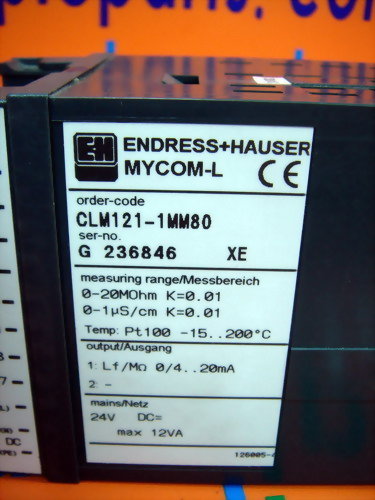 EH ENDRESS+HAUSER
MYCOM-L CE
order-code
CLM121-1MM80
ser-no.
G 236846 XE
measuring range/Messbereich
0-20MOhm K=0.01
0-1µS/cm K=0.01
Temp: Pt100 -15..200°C
output/Ausgang
1: Lf/MΩ 0/4..20mA
2: -
mains/Netz
24V DC=
max 12VA
126005-
DC